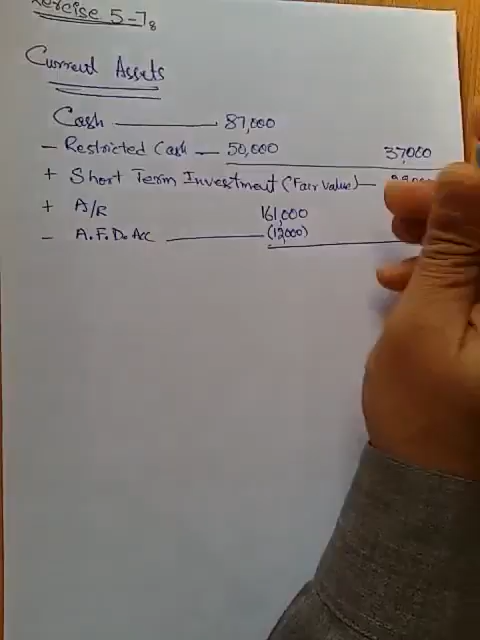 Exercise 5-7
Current Assets
Cash 87,000
- Restricted Cash - 50,000 37,000
+ Short Term Investment (Fair Value) -
+ A/R 161,000
- A.F.D. Acc (12,000)